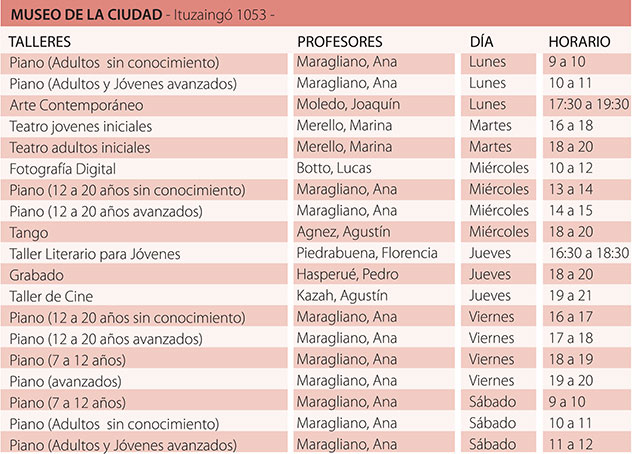 MUSEO DE LA CIUDAD - Ituzaingó 1053 -
TALLERES PROFESORES DÍA HORARIO
Piano (Adultos sin conocimiento) Maragliano, Ana Lunes 9 a 10
Piano (Adultos y Jóvenes avanzados) Maragliano, Ana Lunes 10 a 11
Arte Contemporáneo Moledo, Joaquín Lunes 17:30 a 19:30
Teatro jovenes iniciales Merello, Marina Martes 16 a 18
Teatro adultos iniciales Merello, Marina Martes 18 a 20
Fotografía Digital Botto, Lucas Miércoles 10 a 12
Piano (12 a 20 años sin conocimiento) Maragliano, Ana Miércoles 13 a 14
Piano (12 a 20 años avanzados) Maragliano, Ana Miércoles 14 a 15
Tango Agnez, Agustín Miércoles 18 a 20
Taller Literario para Jóvenes Piedrabuena, Florencia Jueves 16:30 a 18:30
Grabado Hasperué, Pedro Jueves 18 a 20
Taller de Cine Kazah, Agustín Jueves 19 a 21
Piano (12 a 20 años sin conocimiento) Maragliano, Ana Viernes 16 a 17
Piano (12 a 20 años avanzados) Maragliano, Ana Viernes 17 a 18
Piano (7 a 12 años) Maragliano, Ana Viernes 18 a 19
Piano (avanzados) Maragliano, Ana Viernes 19 a 20
Piano (7 a 12 años) Maragliano, Ana Sábado 9 a 10
Piano (Adultos sin conocimiento) Maragliano, Ana Sábado 10 a 11
Piano (Adultos y Jóvenes avanzados) Maragliano, Ana Sábado 11 a 12